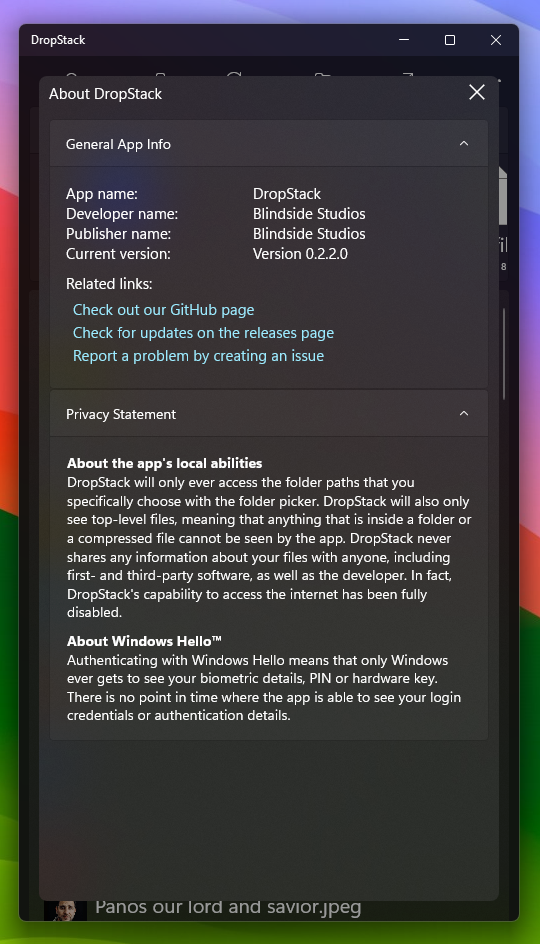 DropStack
About DropStack
General App Info
App name: DropStack
Developer name: Blindside Studios
Publisher name: Blindside Studios
Current version: Version 0.2.2.0
Related links:
Check out our GitHub page
Check for updates on the releases page
Report a problem by creating an issue
Privacy Statement
About the app's local abilities
DropStack will only ever access the folder paths that you
specifically choose with the folder picker. DropStack will also only
see top-level files, meaning that anything that is inside a folder or
a compressed file cannot be seen by the app. DropStack never
shares any information about your files with anyone, including
first- and third-party software, as well as the developer. In fact,
DropStack's capability to access the internet has been fully
disabled.
About Windows Hello™
Authenticating with Windows Hello means that only Windows
ever gets to see your biometric details, PIN or hardware key.
There is no point in time where the app is able to see your login
credentials or authentication details.
Panos our lord and savior.jpeg